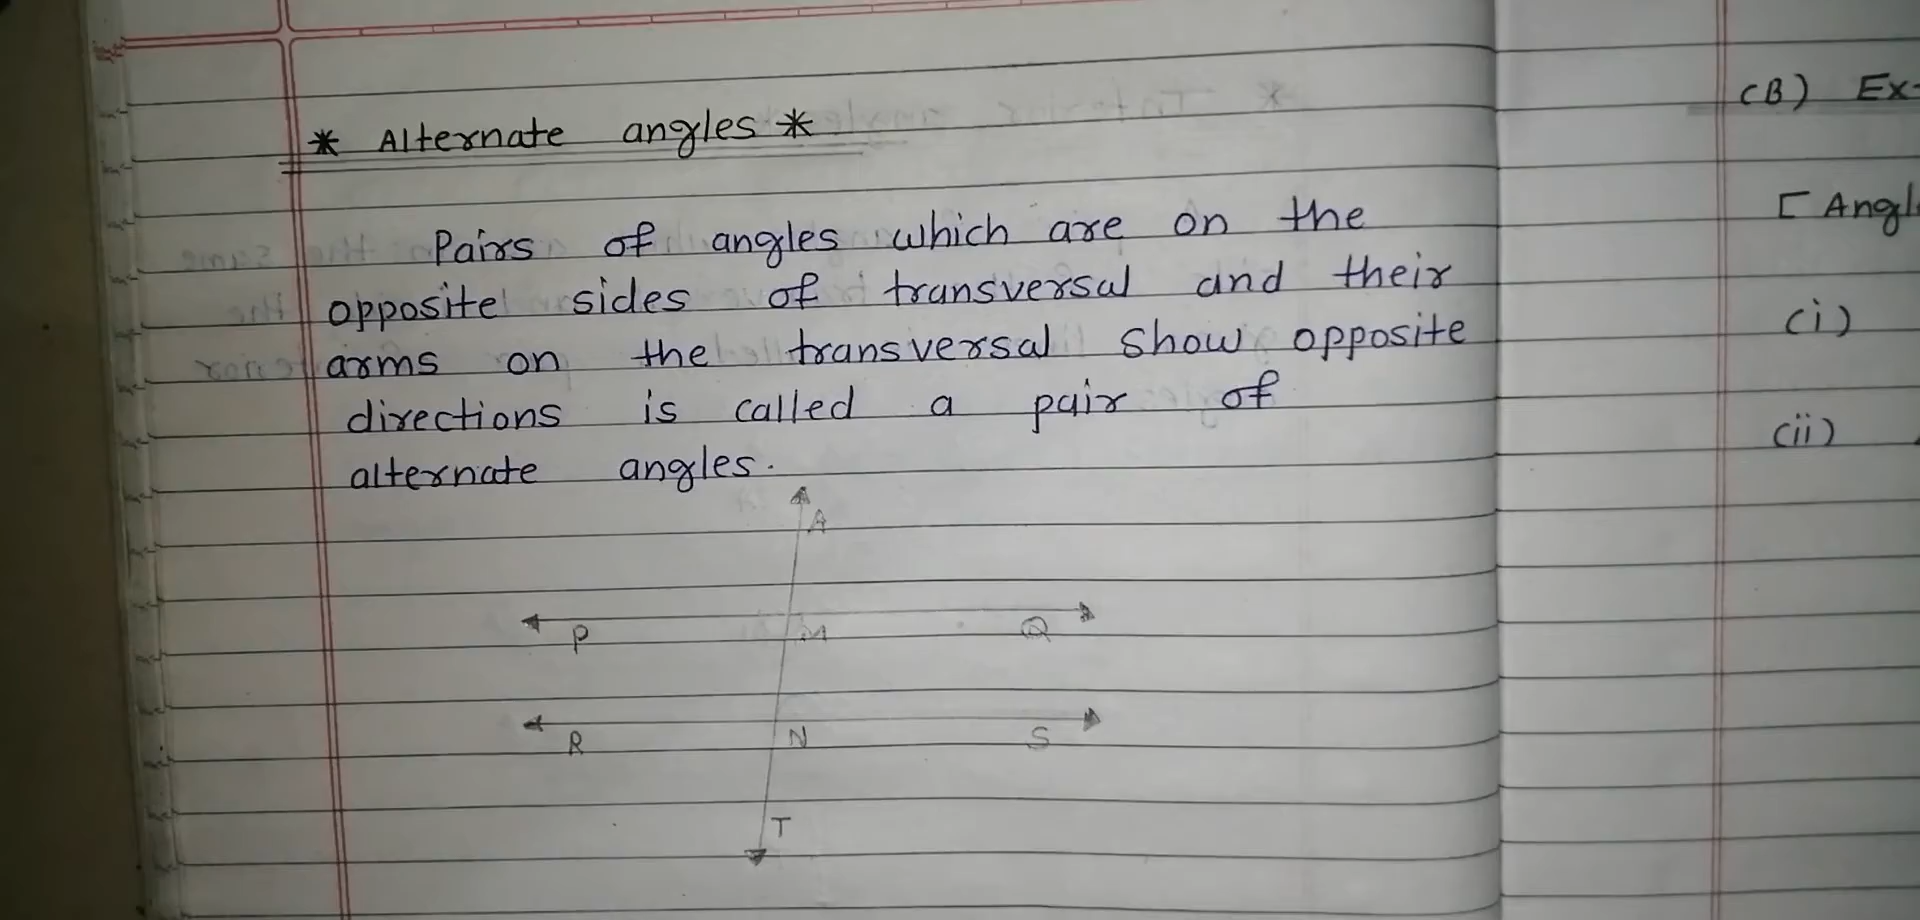 * Alternate angles *
Pairs of angles which are on the
opposite sides of transversal and their
arms on the transversal show opposite
directions is called a pair of
alternate angles.
A
P M Q
R N S
T
(B) Ex-
[ Angl
(i)
(ii)